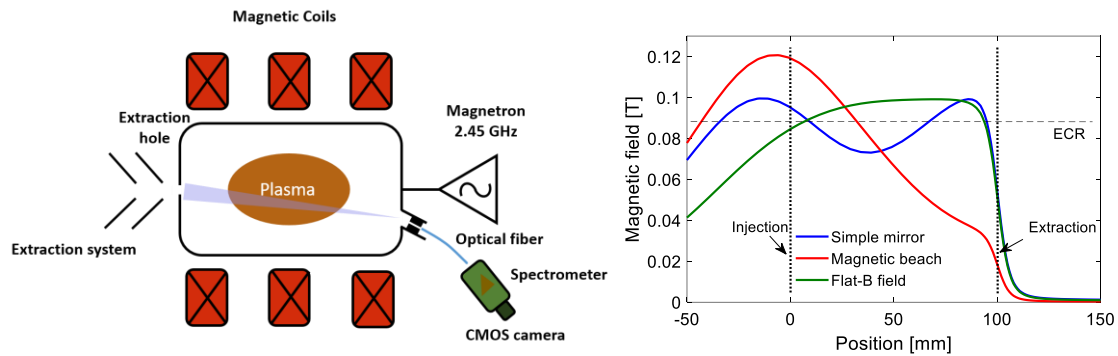 Magnetic Coils
Extraction
hole
Magnetron
2.45 GHz
Plasma
Extraction system
Optical fiber
Spectrometer
CMOS camera
0.12
0.1
0.08
0.06
0.04
0.02
0
Magnetic field [T]
ECR
Injection
Extraction
Simple mirror
Magnetic beach
Flat-B field
-50
0
50
100
150
Position [mm]